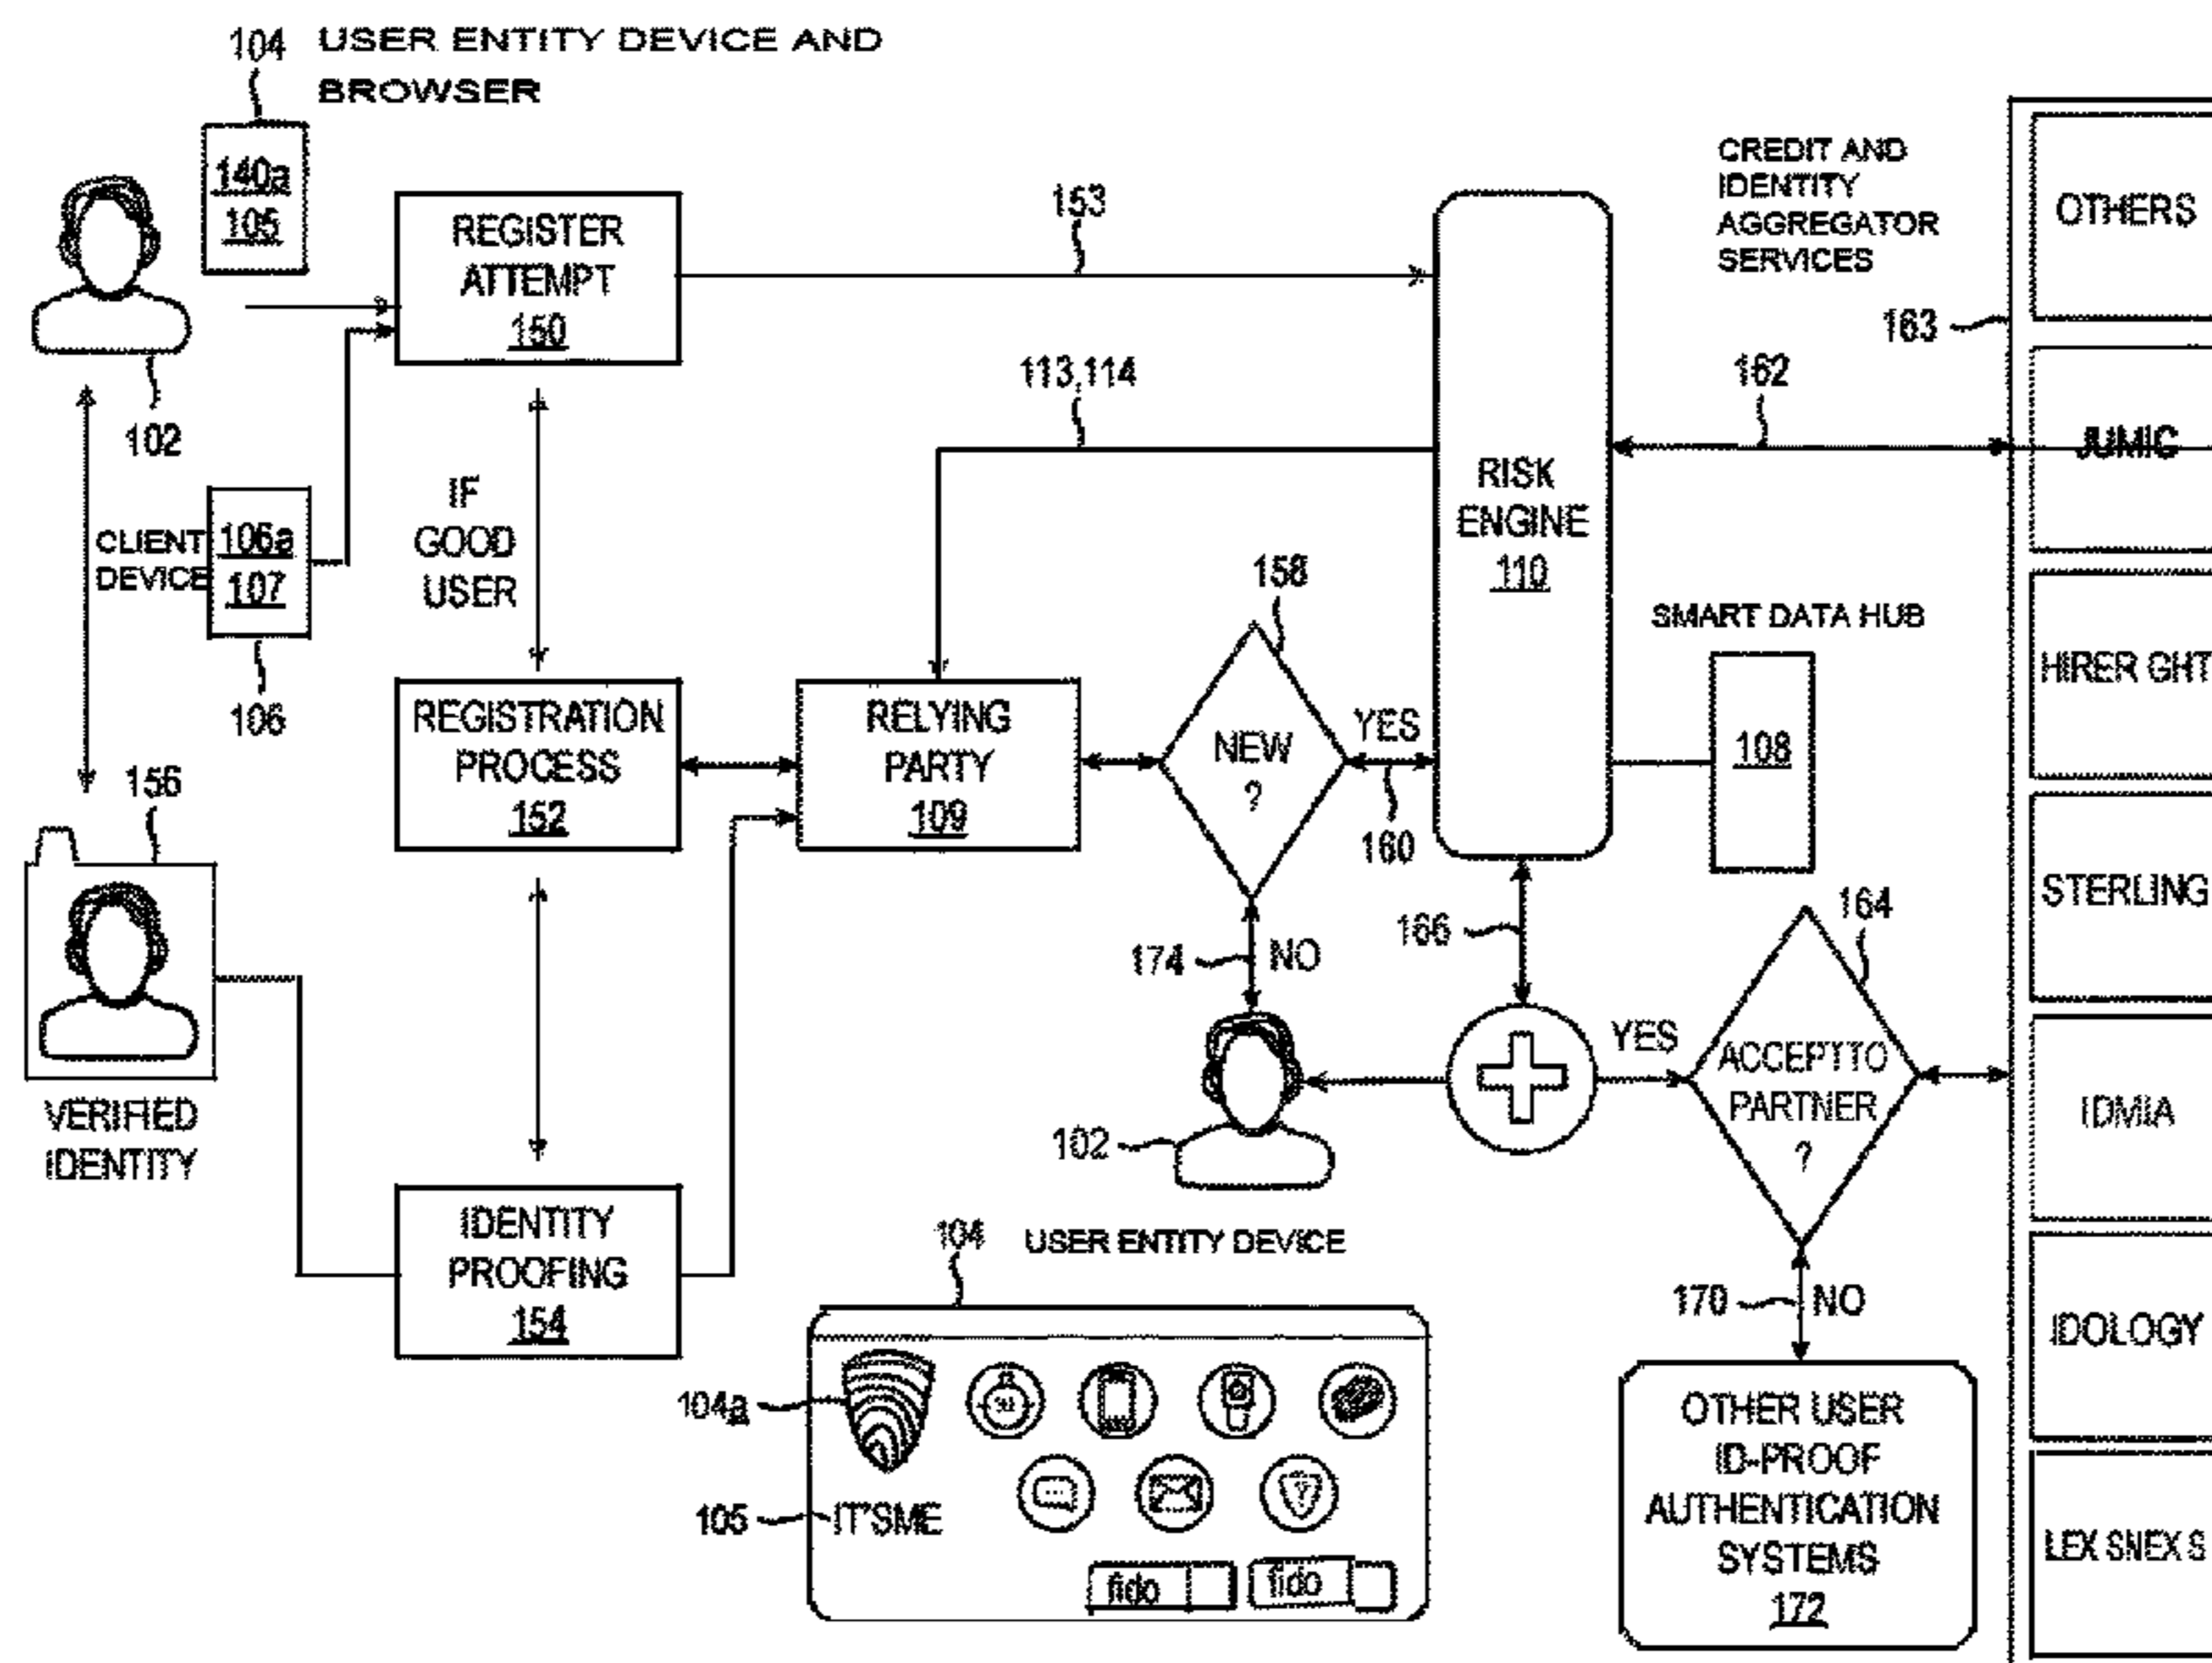 104 USER ENTITY DEVICE AND
BROWSER
140a
105
102
REGISTER
ATTEMPT
150
153
113,114
CLIENT
DEVICE
106a
107
106
IF
GOOD
USER
RISK
ENGINE
110
CREDIT AND
IDENTITY
AGGREGATOR
SERVICES
163
162
SMART DATA HUB
108
156
VERIFIED
IDENTITY
REGISTRATION
PROCESS
152
RELYING
PARTY
109
158
NEW
?
YES
160
174
NO
102
166
YES
164
ACCEPTTO
PARTNER
?
170
NO
IDENTITY
PROOFING
154
104 USER ENTITY DEVICE
104a
105
IT'SME
fido
fido
OTHER USER
ID-PROOF
AUTHENTICATION
SYSTEMS
172
OTHERS
JUMIC
HIRER GHT
STERLING
IDMIA
IDOLOGY
LEX SNEX S